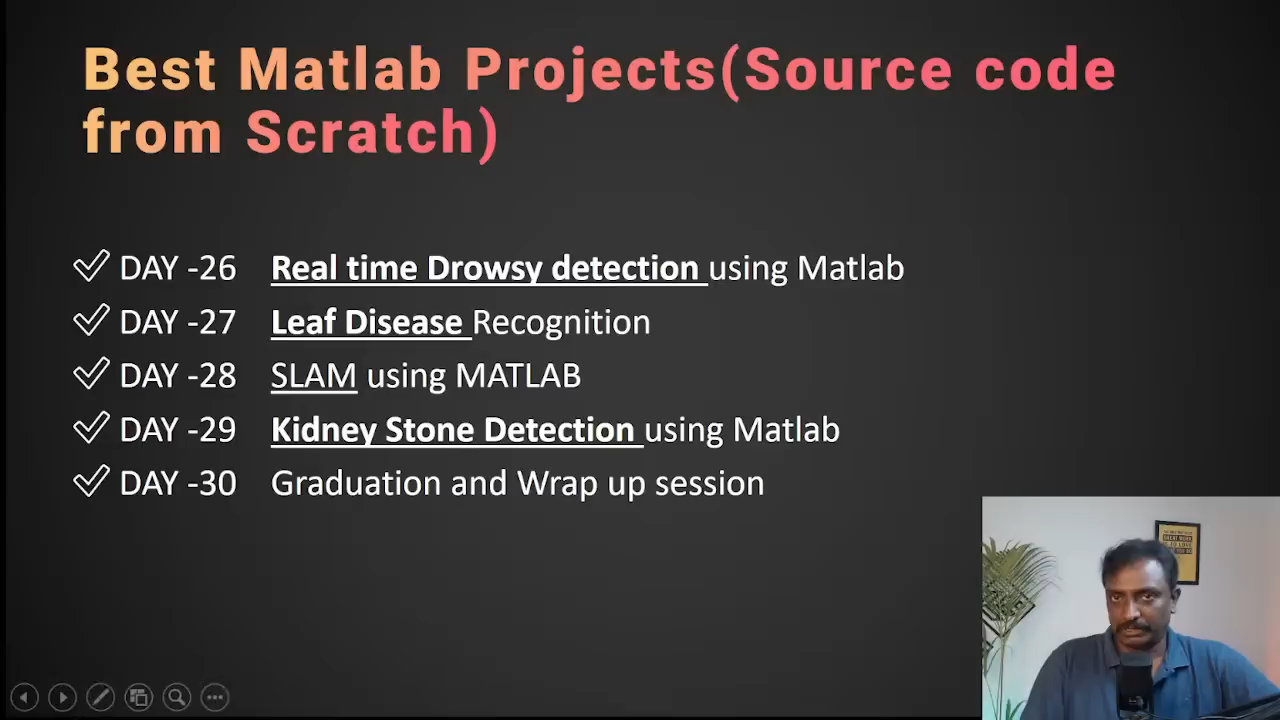 Best Matlab Projects(Source code
from Scratch)
DAY -26 Real time Drowsy detection using Matlab
DAY -27 Leaf Disease Recognition
DAY -28 SLAM using MATLAB
DAY -29 Kidney Stone Detection using Matlab
DAY -30 Graduation and Wrap up session